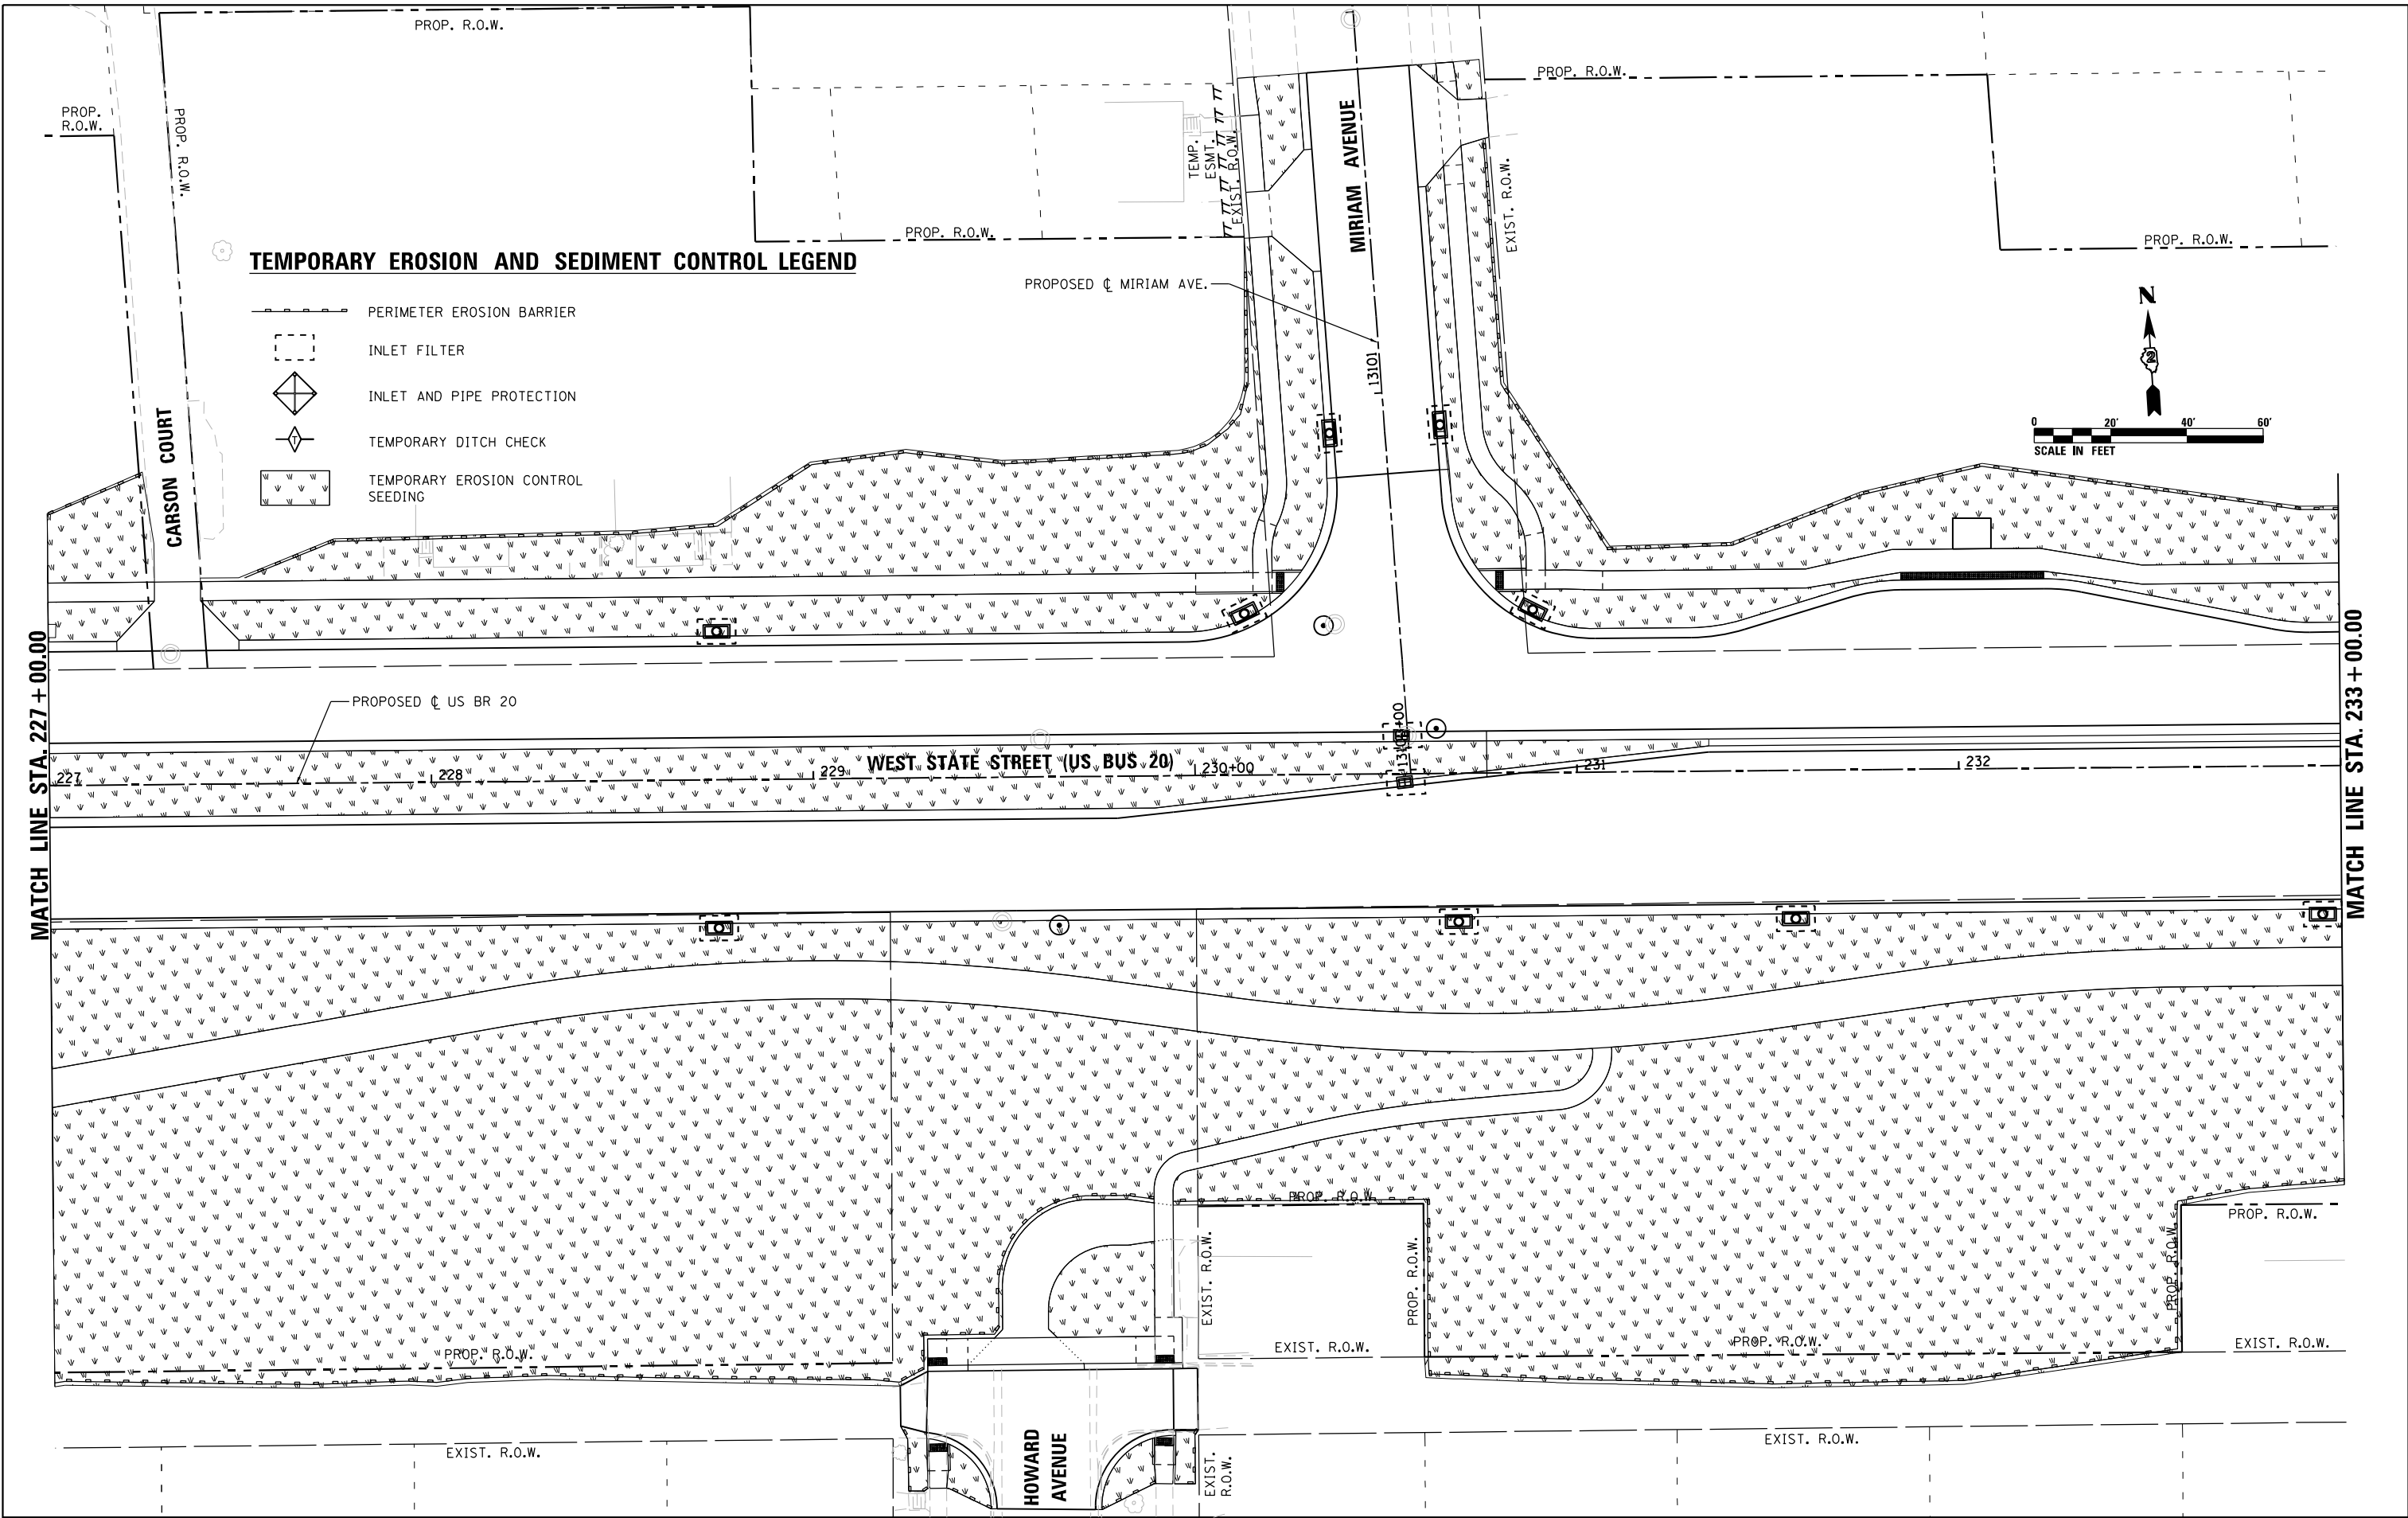 PROP. R.O.W.
PROP. R.O.W.
PROP.
R.O.W.
PROP. R.O.W.
TEMP.
ESMT.
EXIST. R.O.W.
MIRIAM AVENUE
EXIST. R.O.W.
PROP. R.O.W.
PROP. R.O.W.
TEMPORARY EROSION AND SEDIMENT CONTROL LEGEND
PERIMETER EROSION BARRIER
INLET FILTER
INLET AND PIPE PROTECTION
T
TEMPORARY DITCH CHECK
TEMPORARY EROSION CONTROL
SEEDING
PROPOSED ℄ MIRIAM AVE.
13101
N
2
0 20' 40' 60'
SCALE IN FEET
CARSON COURT
MATCH LINE STA. 227+00.00
PROPOSED ℄ US BR 20
227
228
229
WEST STATE STREET (US BUS 20)
230+00
231
232
MATCH LINE STA. 233+00.00
PROP. R.O.W.
EXIST. R.O.W.
PROP. R.O.W.
PROP. R.O.W.
PROP. R.O.W.
PROP. R.O.W.
EXIST. R.O.W.
PROP. R.O.W.
EXIST. R.O.W.
EXIST. R.O.W.
HOWARD
AVENUE
EXIST.
R.O.W.
EXIST. R.O.W.